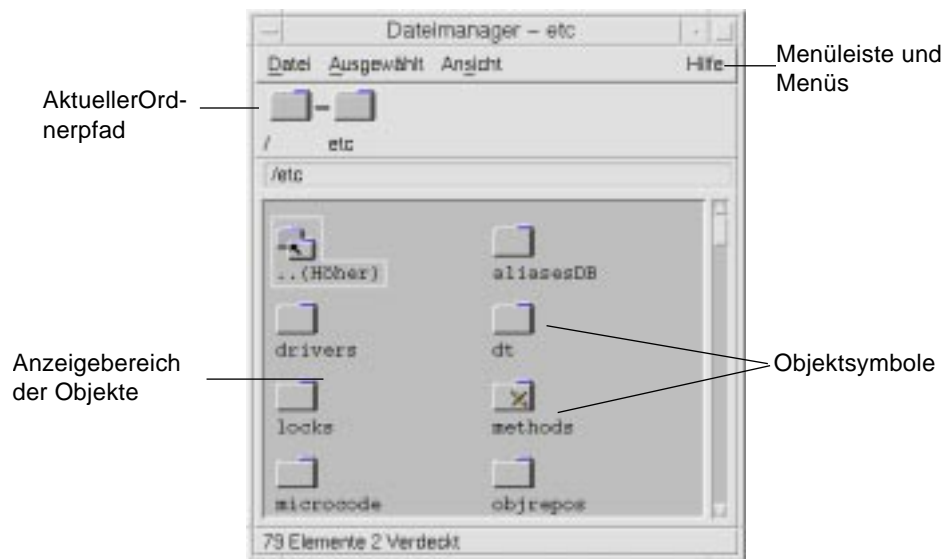 Dateimanager – etc
Datei Ausgewählt Ansicht Hilfe
Menüleiste und
Menüs
AktuellerOrd-
nerpfad
/ etc
/etc
..(Höher) aliasesDB
drivers dt
Anzeigebereich
der Objekte
Objektsymbole
locks methods
microcode objrepos
79 Elemente 2 Verdeckt